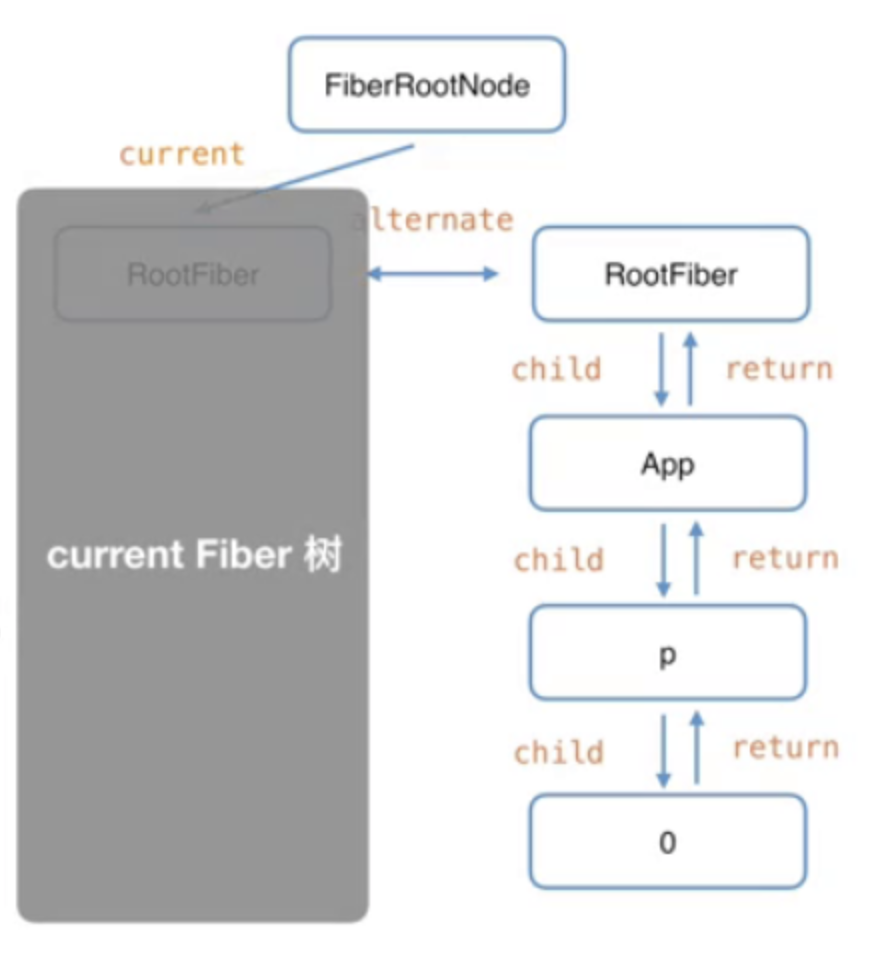 FiberRootNode
current
alternate
RootFiber
RootFiber
child
return
App
current Fiber 树
child
return
p
child
return
0